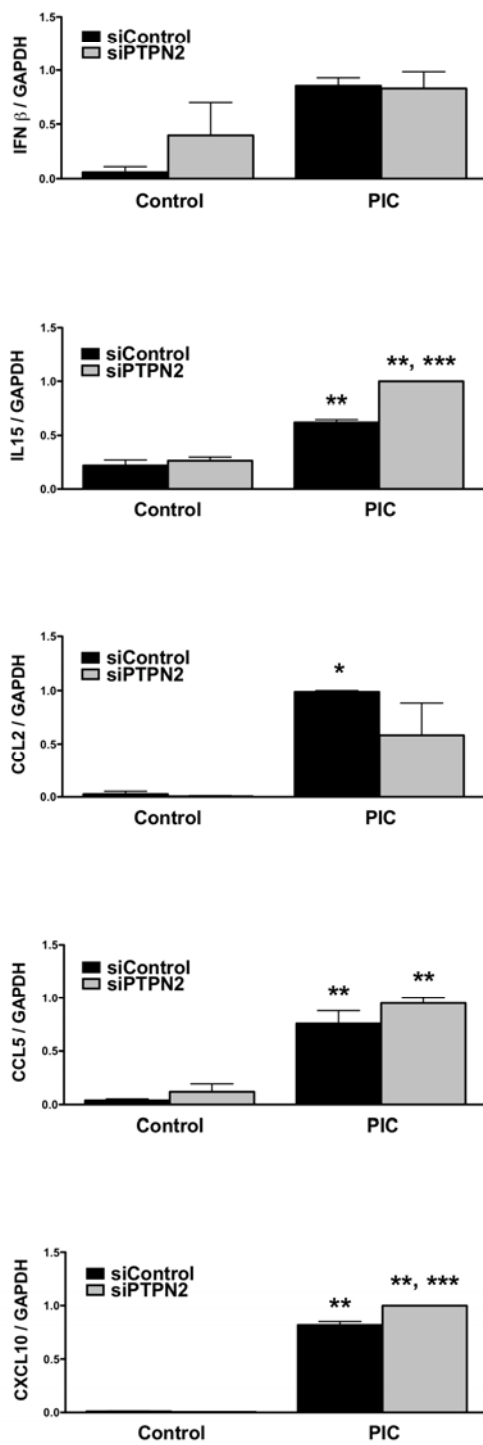 IFN β / GAPDH
1.5
1.0
0.5
0.0
siControl
siPTPN2
Control
PIC
IL15 / GAPDH
1.5
1.0
0.5
0.0
siControl
siPTPN2
**
**, ***
Control
PIC
CCL2 / GAPDH
1.5
1.0
0.5
0.0
siControl
siPTPN2
*
Control
PIC
CCL5 / GAPDH
1.5
1.0
0.5
0.0
siControl
siPTPN2
**
**
Control
PIC
CXCL10 / GAPDH
1.5
1.0
0.5
0.0
siControl
siPTPN2
**
**, ***
Control
PIC